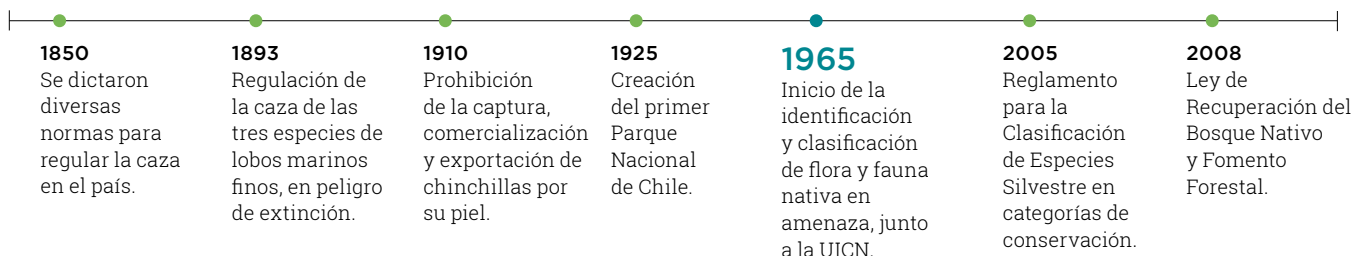 1850
Se dictaron
diversas
normas para
regular la caza
en el país.
1893
Regulación de
la caza de las
tres especies de
lobos marinos
finos, en peligro
de extinción.
1910
Prohibición
de la captura,
comercialización
y exportación de
chinchillas por
su piel.
1925
Creación
del primer
Parque
Nacional
de Chile.
1965
Inicio de la
identificación
y clasificación
de flora y fauna
nativa en
amenaza, junto
a la UICN.
2005
Reglamento
para la
Clasificación
de Especies
Silvestre en
categorías de
conservación.
2008
Ley de
Recuperación del
Bosque Nativo
y Fomento
Forestal.